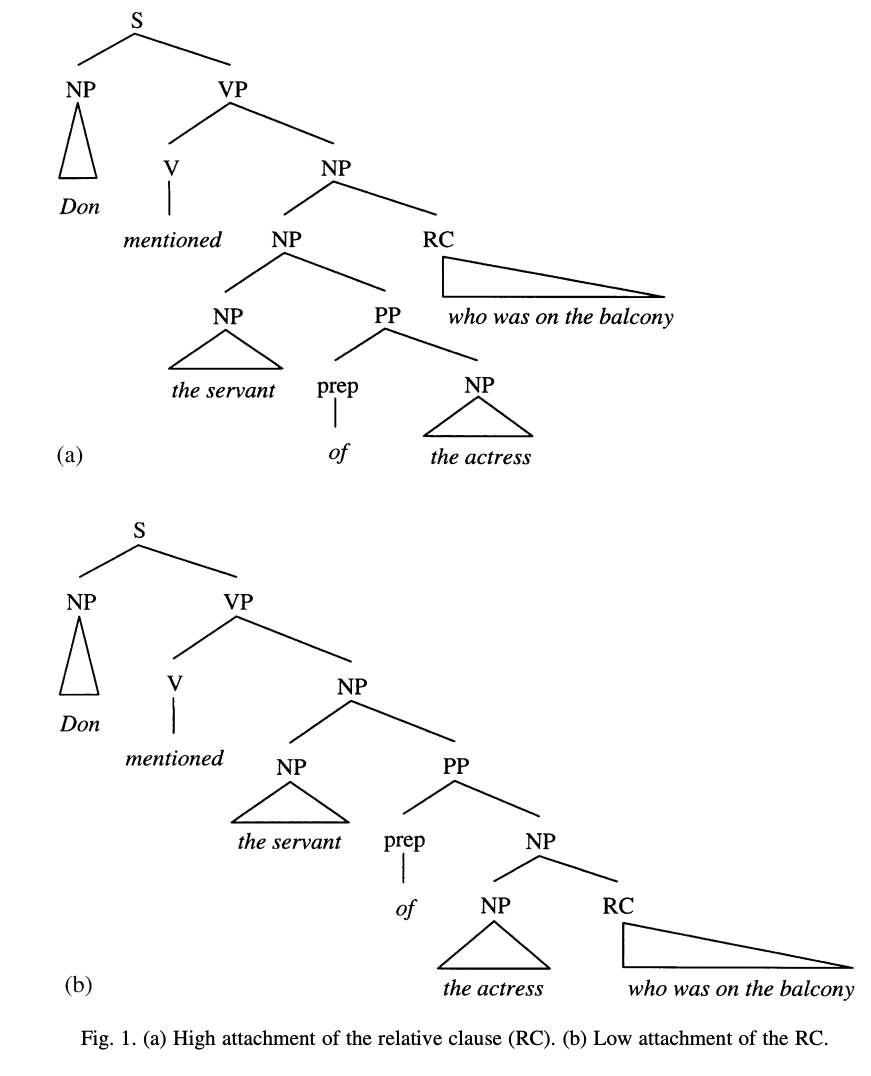 S
NP VP
V NP
Don
mentioned NP RC
NP PP who was on the balcony
the servant prep NP
(a) of the actress
S
NP VP
V NP
Don
mentioned NP PP
the servant prep NP
of NP RC
(b) the actress who was on the balcony
Fig. 1. (a) High attachment of the relative clause (RC). (b) Low attachment of the RC.